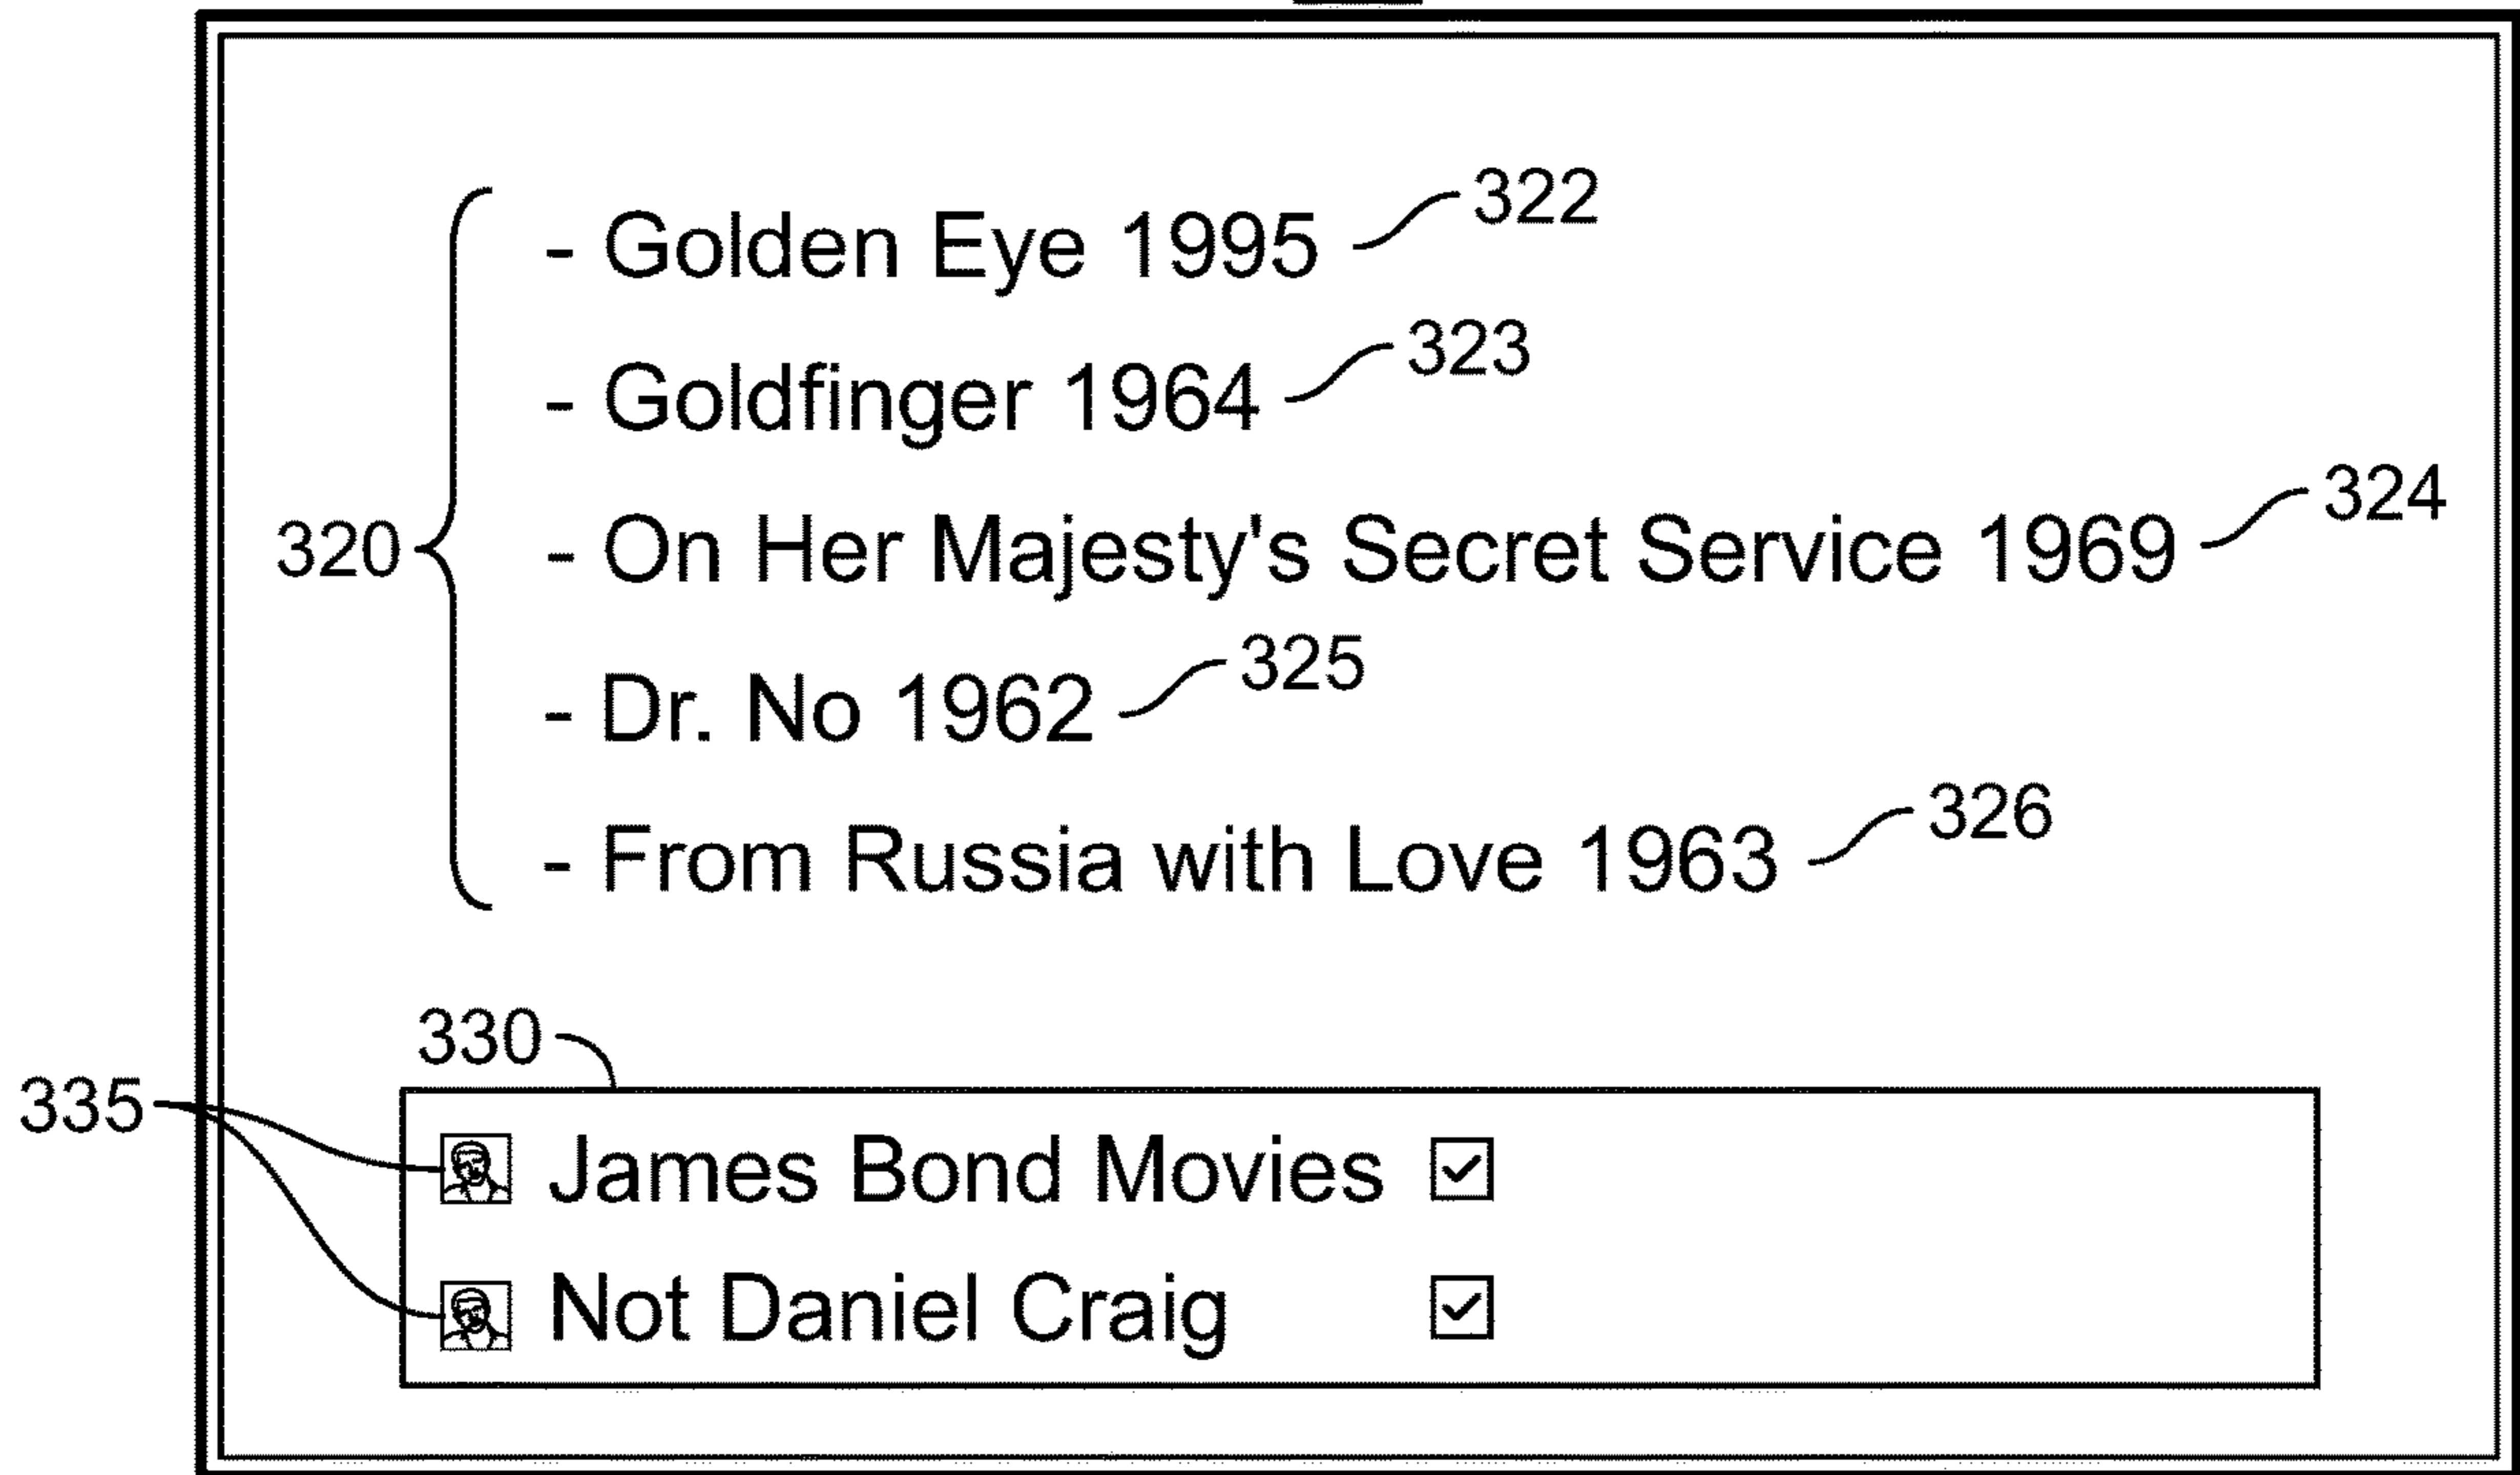 - Golden Eye 1995 322
- Goldfinger 1964 323
320 - On Her Majesty's Secret Service 1969 324
- Dr. No 1962 325
- From Russia with Love 1963 326
330
335
James Bond Movies
Not Daniel Craig